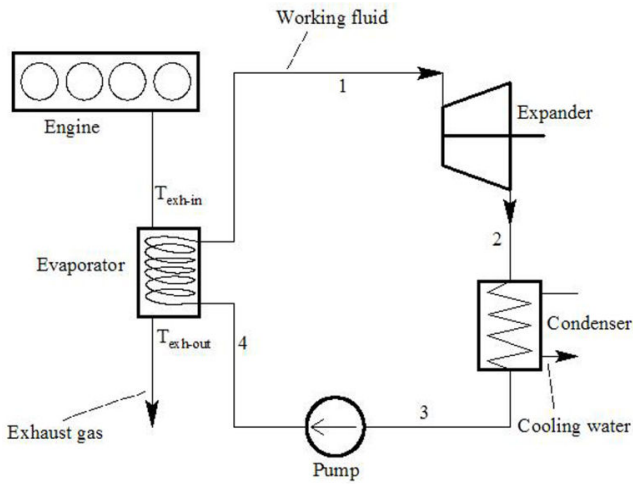 Working fluid
1
Engine
Expander
T_exh-in
2
Evaporator
Condenser
T_exh-out
4
3
Exhaust gas
Cooling water
Pump